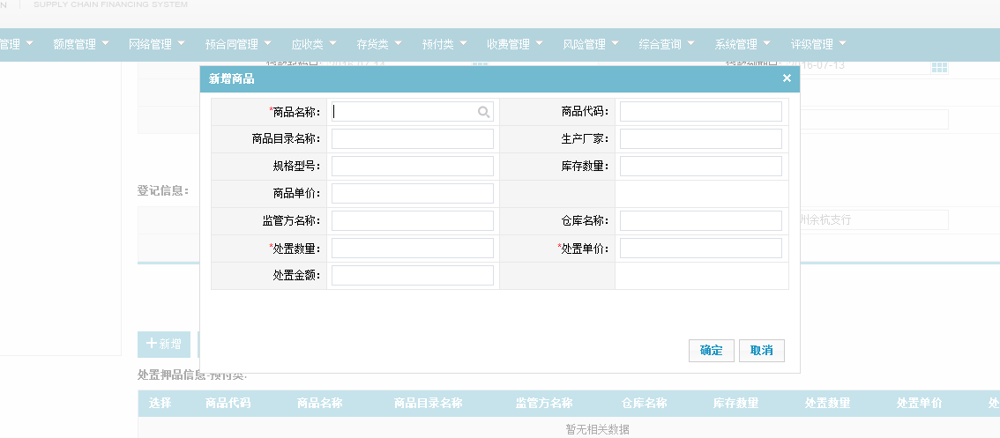 N | SUPPLY CHAIN FINANCING SYSTEM
管理 额度管理 网络管理 预合同管理 应收类 存货类 预付类 收费管理 风险管理 综合查询 系统管理 评级管理
2016-07-14 2016-07-13
新增商品 ×
*商品名称： 商品代码：
商品目录名称： 生产厂家：
规格型号： 库存数量：
商品单价：
登记信息：
监管方名称： 仓库名称： 州余杭支行
*处置数量： *处置单价：
处置金额：
+新增
确定 取消
处置押品信息-预付类:
选择 商品代码 商品名称 商品目录名称 监管方名称 仓库名称 库存数量 处置数量 处置单价 处
暂无相关数据